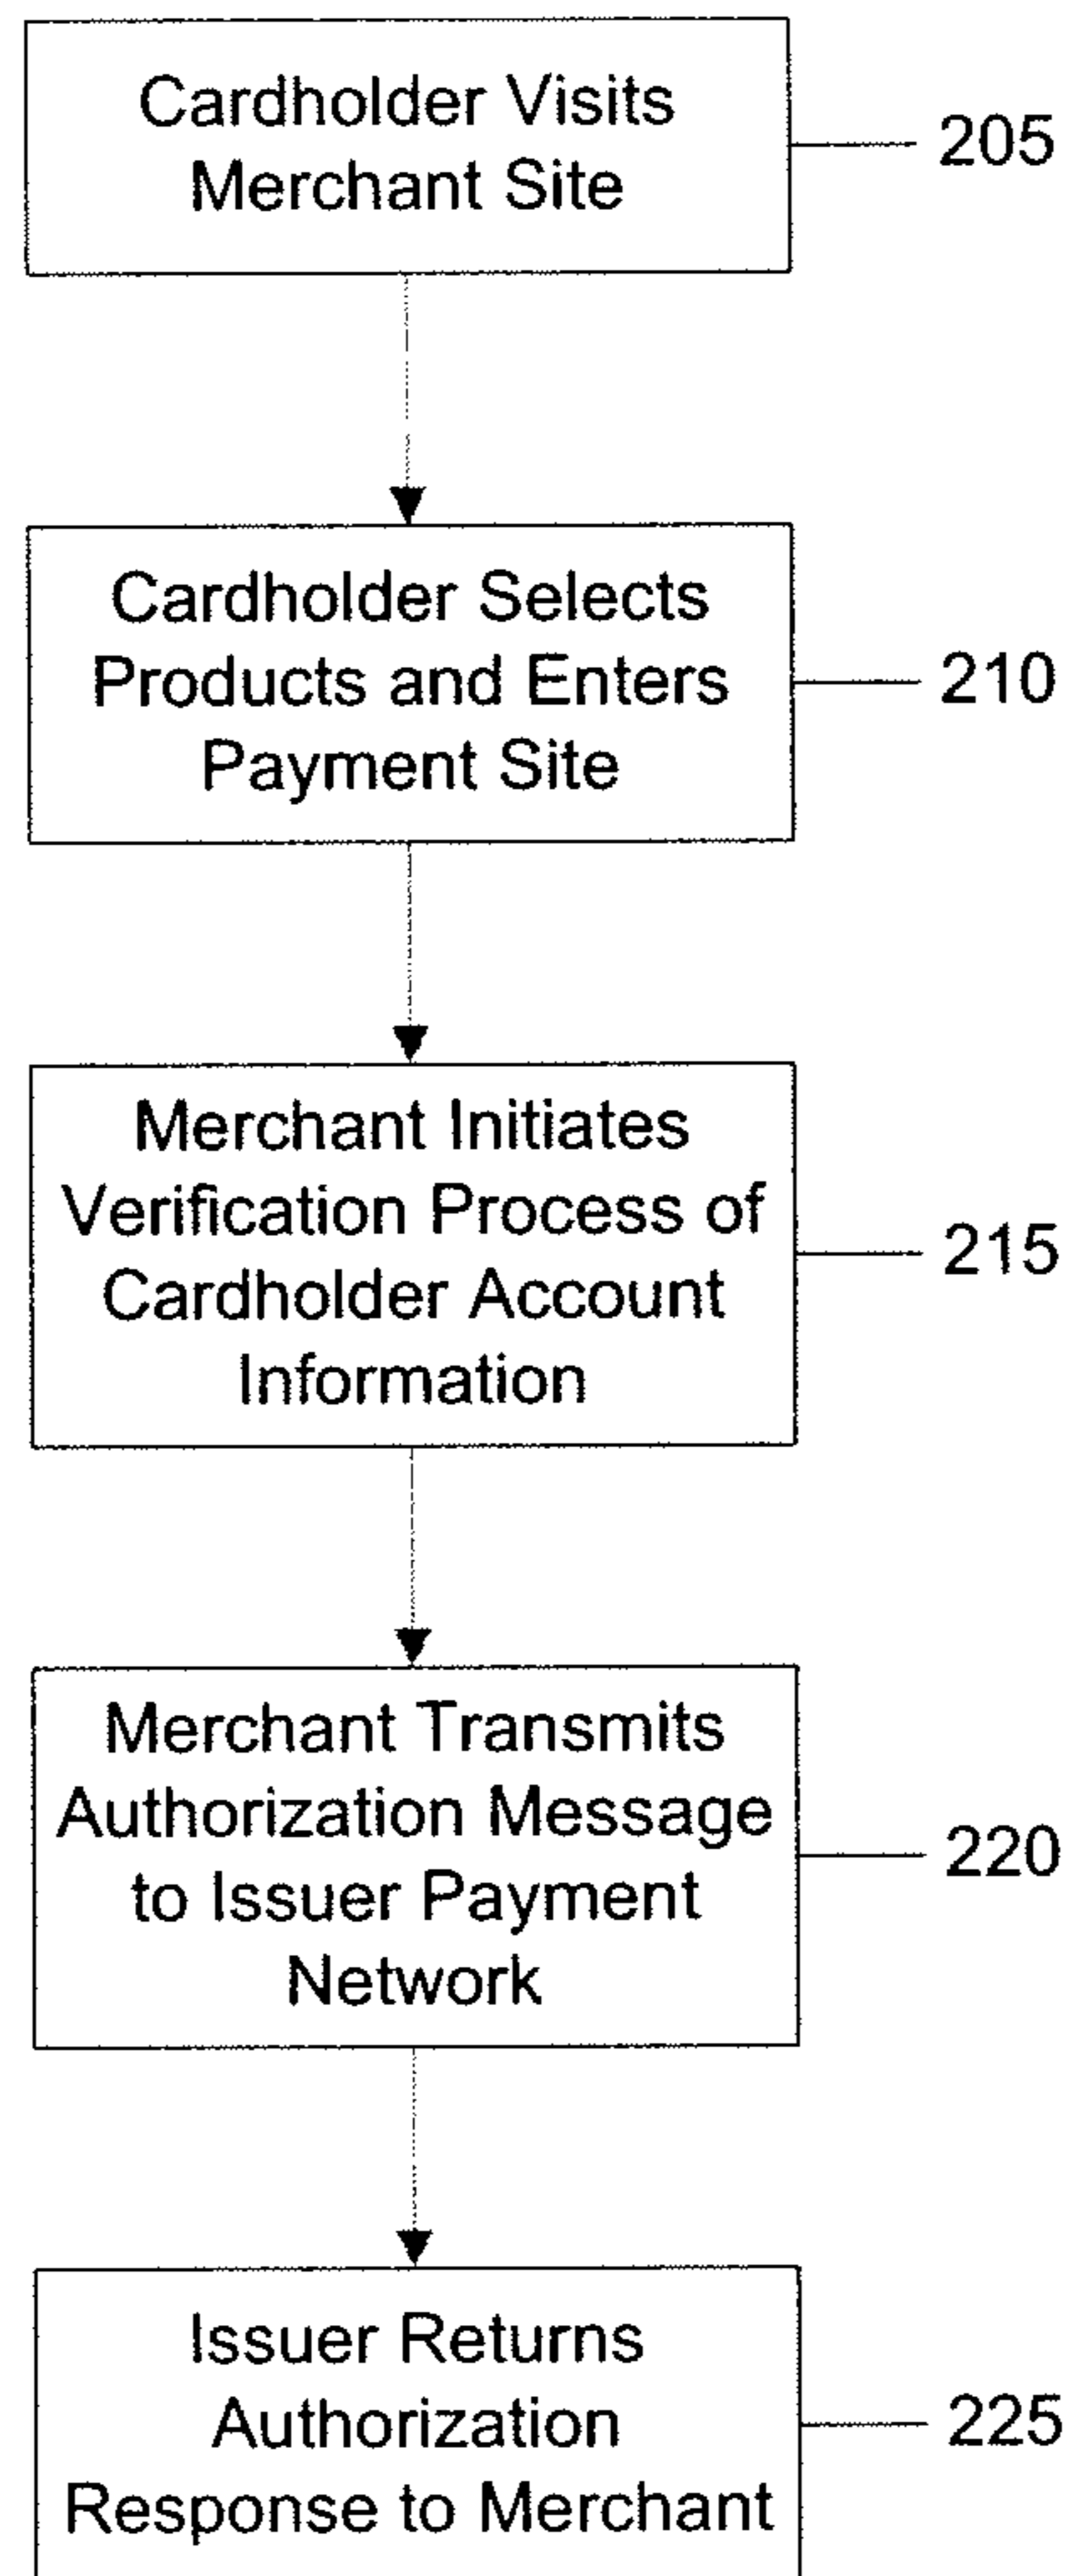 Cardholder Visits
Merchant Site
205
Cardholder Selects
Products and Enters
Payment Site
210
Merchant Initiates
Verification Process of
Cardholder Account
Information
215
Merchant Transmits
Authorization Message
to Issuer Payment
Network
220
Issuer Returns
Authorization
Response to Merchant
225